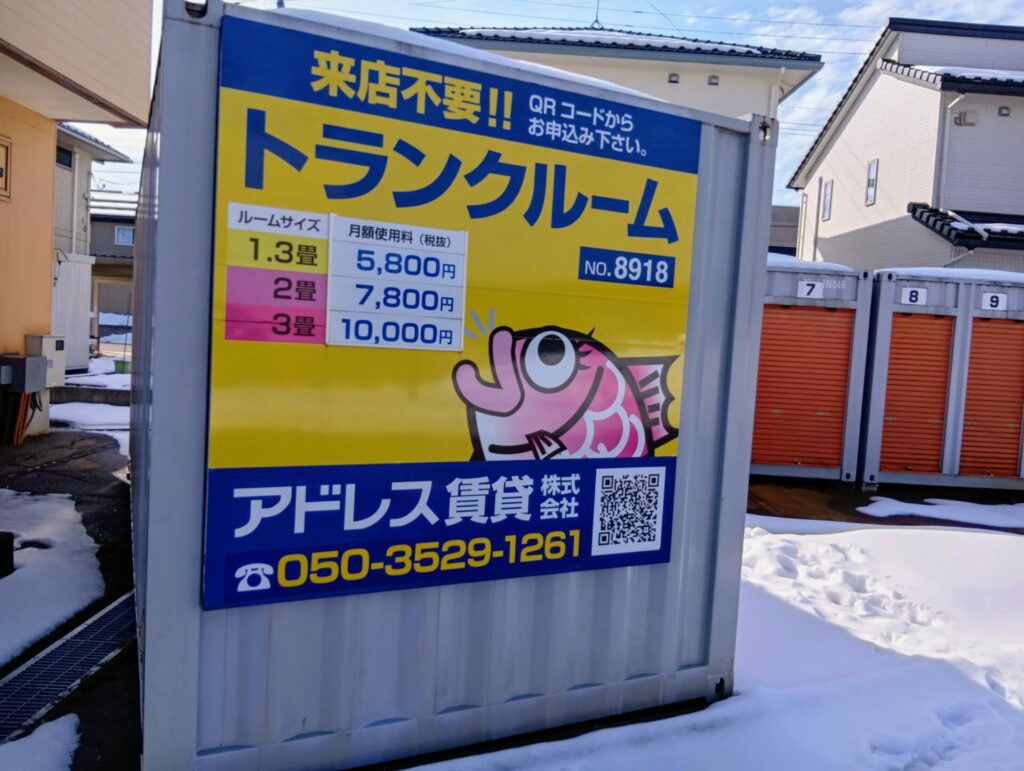 来店不要!!
QRコードから
お申込み下さい。
トランクルーム
ルームサイズ
月額使用料（税抜）
1.3畳
5,800円
2畳
7,800円
3畳
10,000円
NO.8918
アドレス賃貸
株式
会社
050-3529-1261
7
8
9